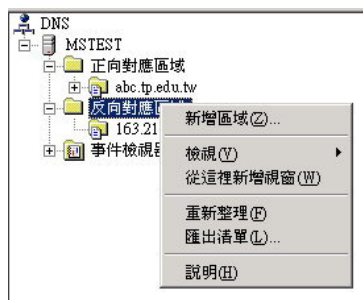 DNS
MSTEST
正向對應區域
abc.tp.edu.tw
反向對應
163.21
事件檢視
新增區域(Z)...
檢視(V)
從這裡新增視窗(W)
重新整理(F)
匯出清單(L)...
說明(H)